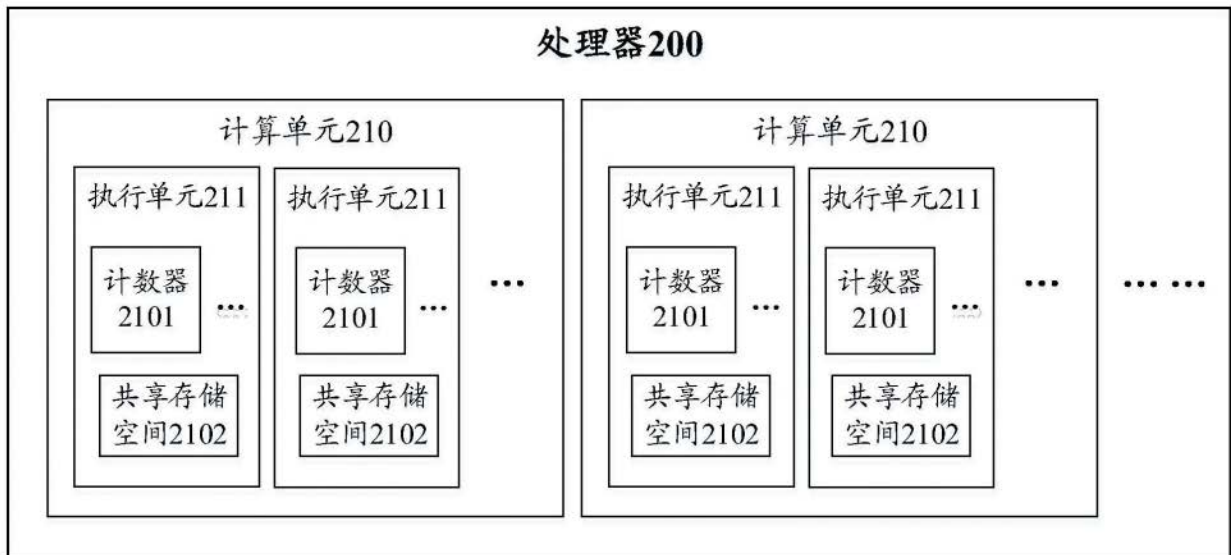 处理器200
计算单元210
计算单元210
执行单元211
执行单元211
执行单元211
执行单元211
计数器
2101
...
计数器
2101
...
...
计数器
2101
...
计数器
2101
...
...
... ...
共享存储
空间2102
共享存储
空间2102
共享存储
空间2102
共享存储
空间2102